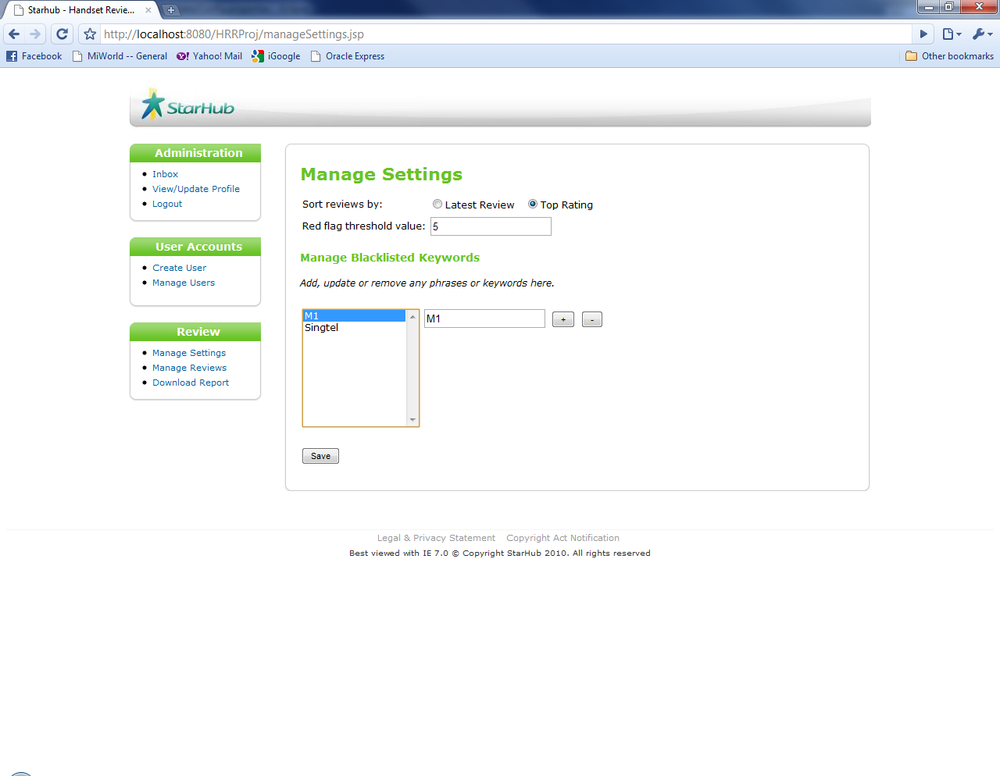 Starhub - Handset Revie...
http://localhost:8080/HRRProj/manageSettings.jsp
Facebook MiWorld -- General Yahoo! Mail iGoogle Oracle Express Other bookmarks
StarHub
Administration
Inbox
View/Update Profile
Logout
User Accounts
Create User
Manage Users
Review
Manage Settings
Manage Reviews
Download Report
Manage Settings
Sort reviews by: Latest Review Top Rating
Red flag threshold value: 5
Manage Blacklisted Keywords
Add, update or remove any phrases or keywords here.
M1 M1 + -
Singtel
Save
Legal & Privacy Statement Copyright Act Notification
Best viewed with IE 7.0 © Copyright StarHub 2010. All rights reserved